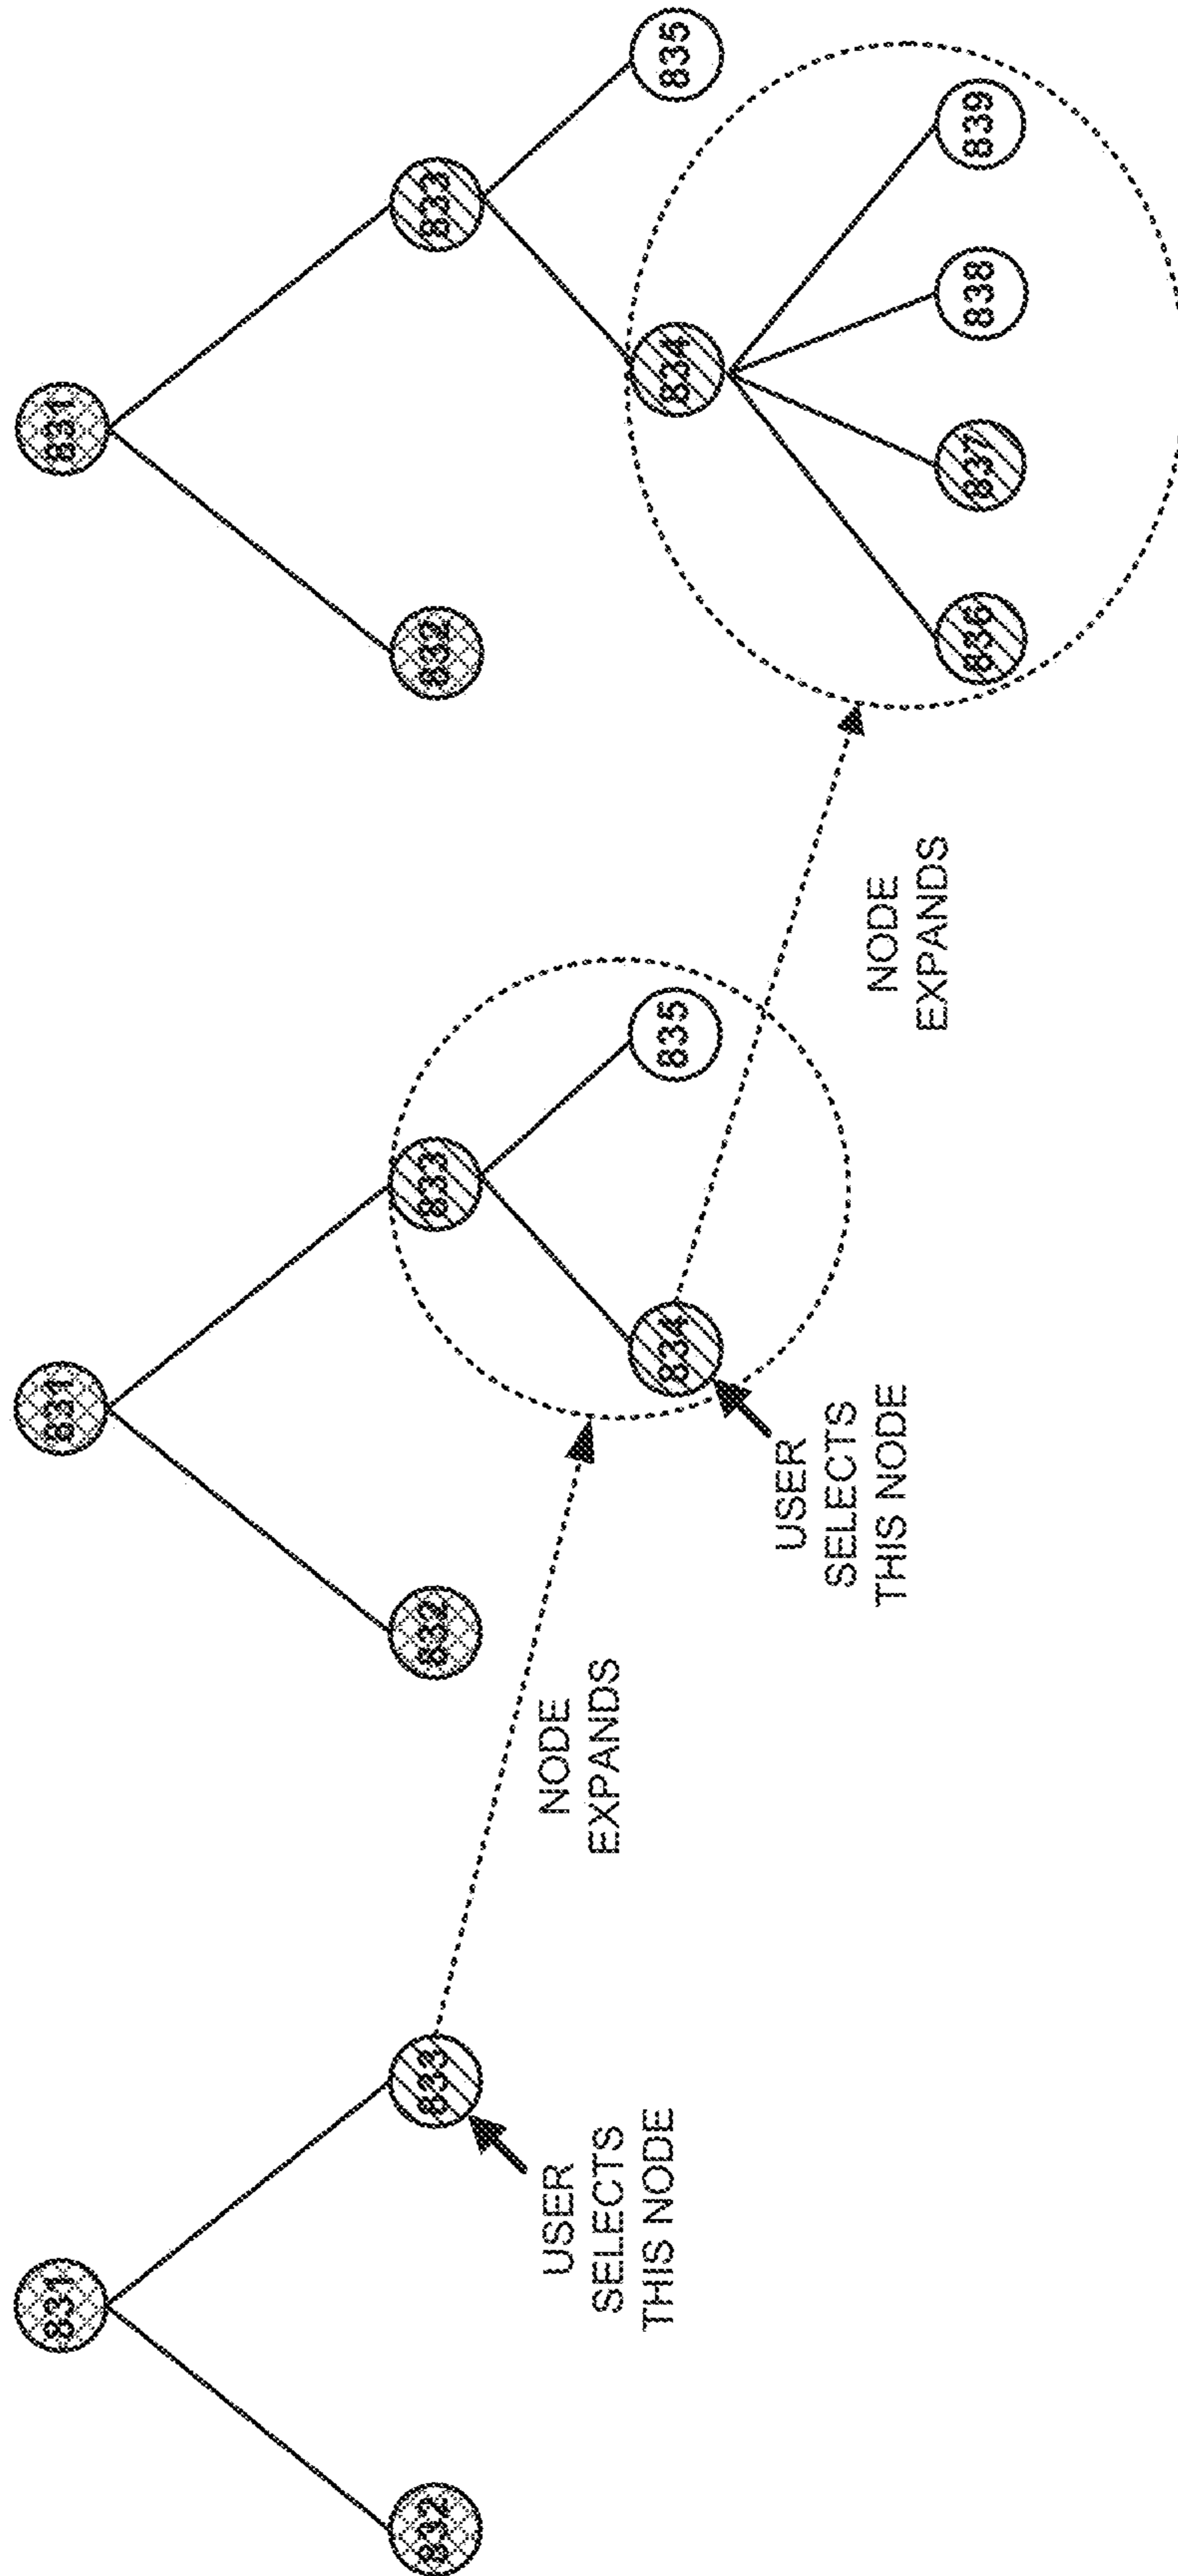 831
832
833
USER
SELECTS
THIS NODE
NODE
EXPANDS
831
832
833
834
835
USER
SELECTS
THIS NODE
NODE
EXPANDS
831
832
833
834
835
836
837
838
839